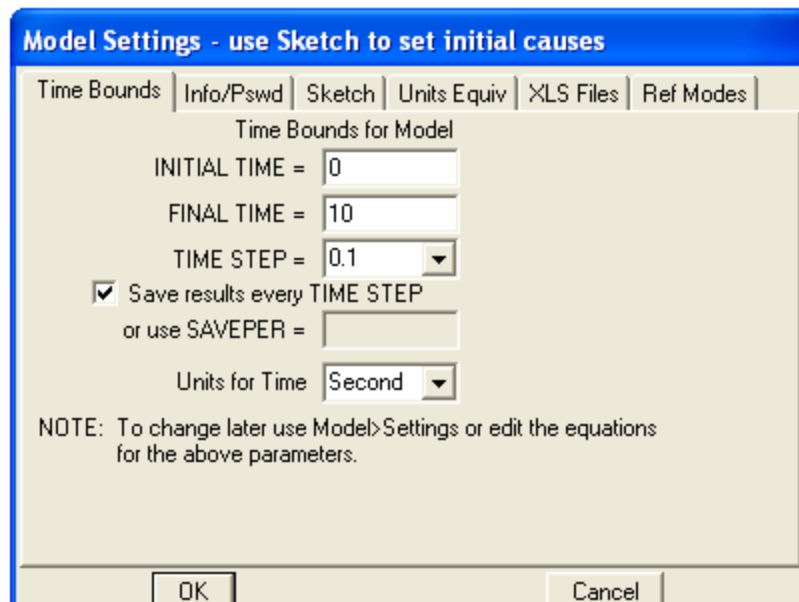 Model Settings - use Sketch to set initial causes
Time Bounds Info/Pswd Sketch Units Equiv XLS Files Ref Modes
Time Bounds for Model
INITIAL TIME = 0
FINAL TIME = 10
TIME STEP = 0.1
Save results every TIME STEP
or use SAVEPER =
Units for Time Second
NOTE: To change later use Model>Settings or edit the equations
for the above parameters.
OK Cancel